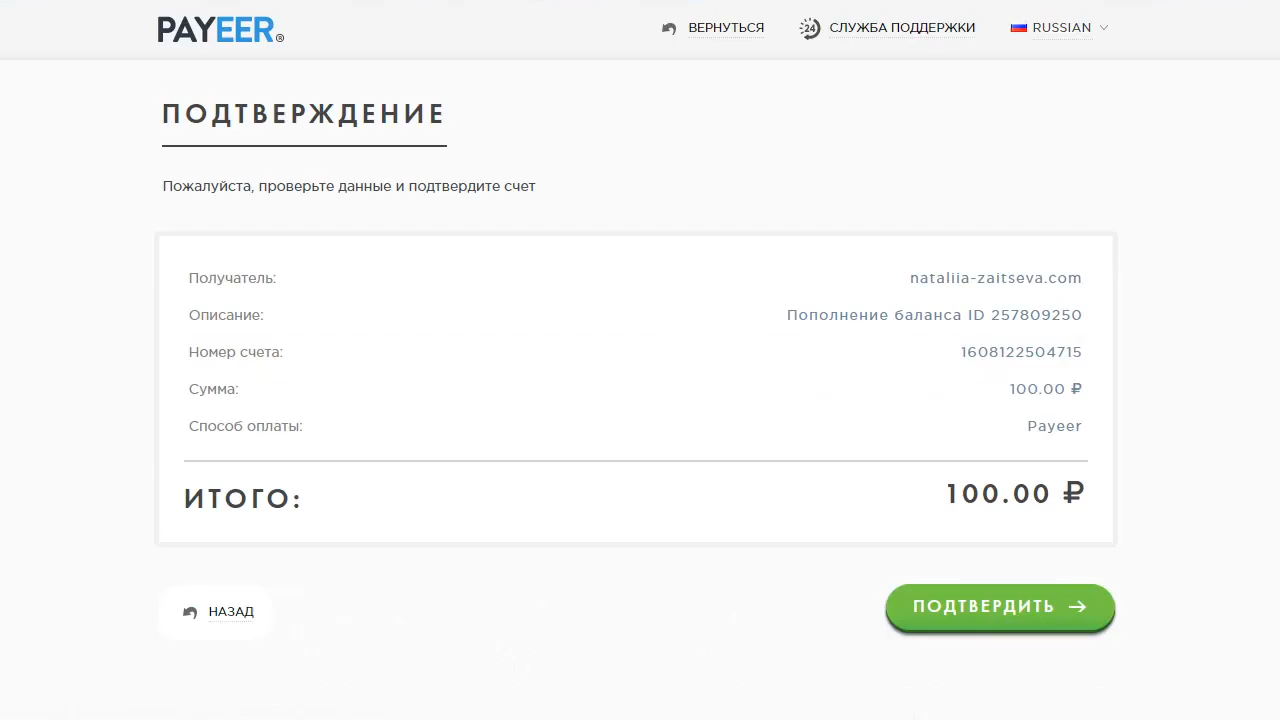 PAYEER®
ВЕРНУТЬСЯ
24 СЛУЖБА ПОДДЕРЖКИ
RUSSIAN
ПОДТВЕРЖДЕНИЕ
Пожалуйста, проверьте данные и подтвердите счет
Получатель: nataliia-zaitseva.com
Описание: Пополнение баланса ID 257809250
Номер счета: 1608122504715
Сумма: 100.00 ₽
Способ оплаты: Payeer
ИТОГО: 100.00 ₽
НАЗАД
ПОДТВЕРДИТЬ →